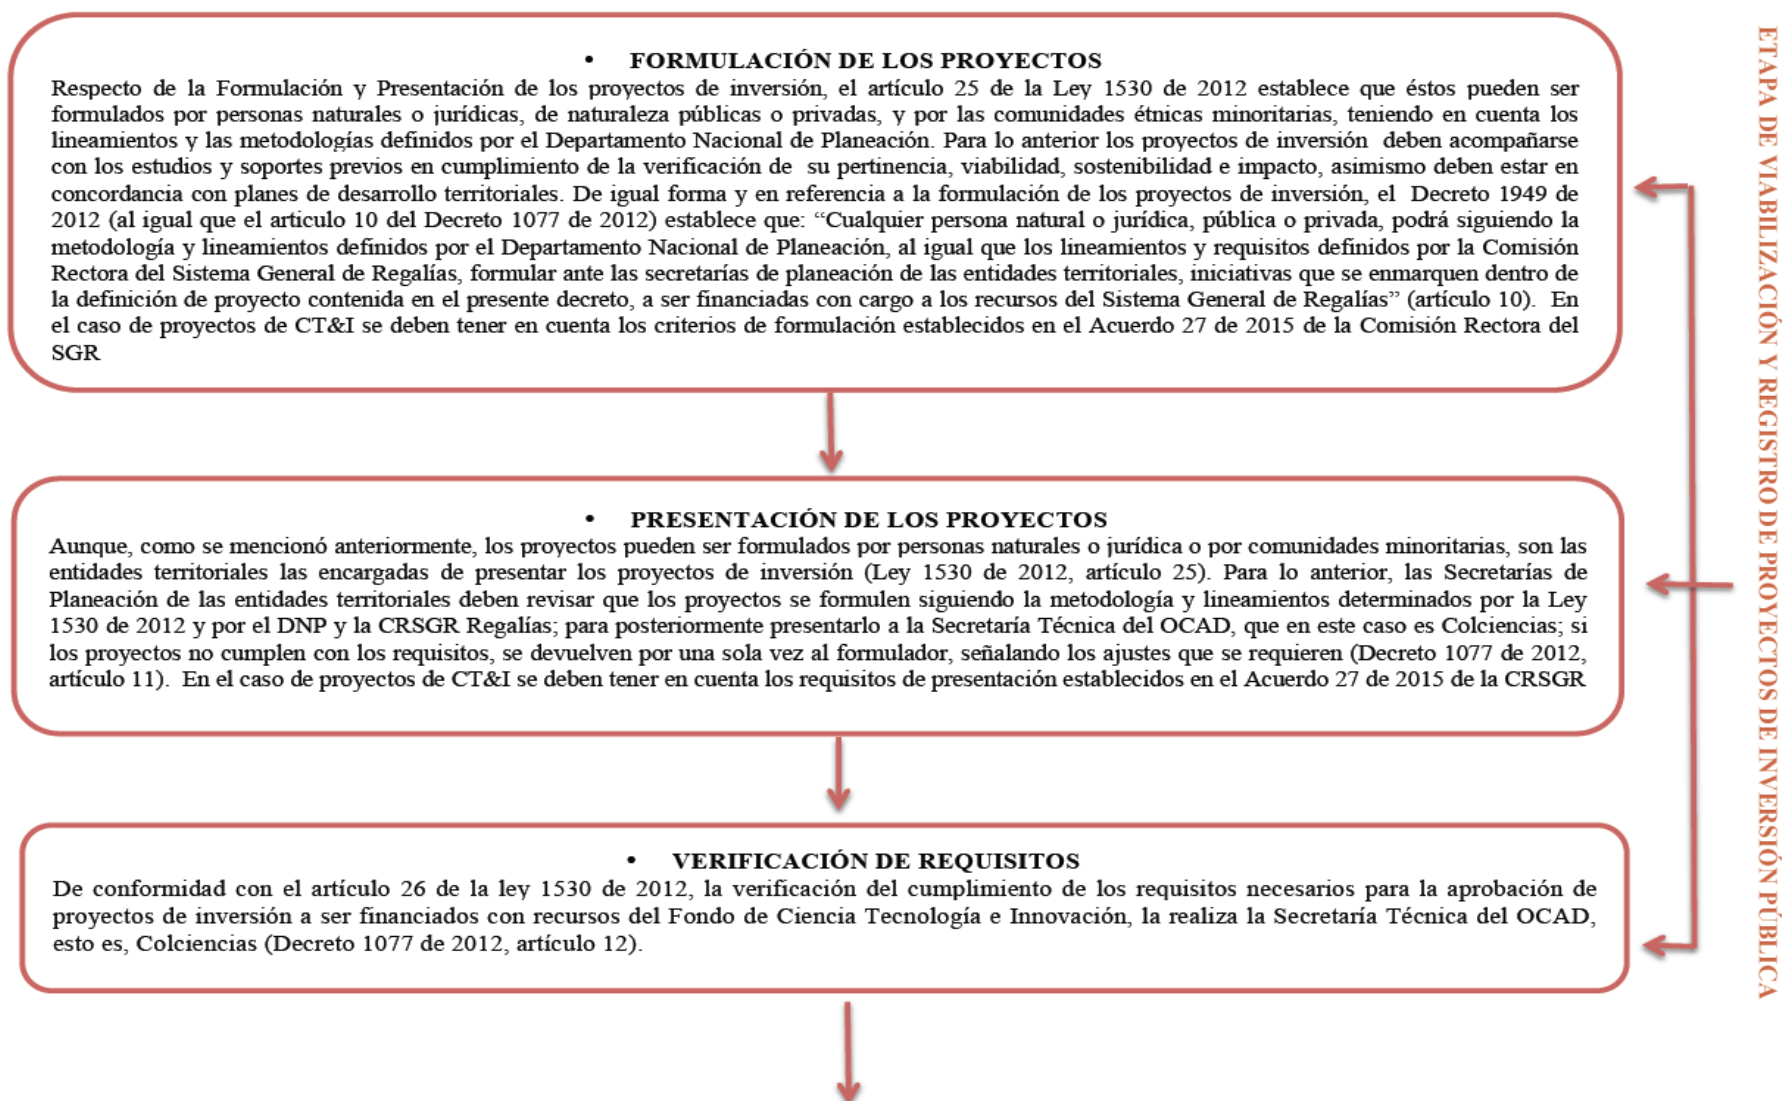 • FORMULACIÓN DE LOS PROYECTOS
Respecto de la Formulación y Presentación de los proyectos de inversión, el artículo 25 de la Ley 1530 de 2012 establece que éstos pueden ser
formulados por personas naturales o jurídicas, de naturaleza públicas o privadas, y por las comunidades étnicas minoritarias, teniendo en cuenta los
lineamientos y las metodologías definidos por el Departamento Nacional de Planeación. Para lo anterior los proyectos de inversión deben acompañarse
con los estudios y soportes previos en cumplimiento de la verificación de su pertinencia, viabilidad, sostenibilidad e impacto, asimismo deben estar en
concordancia con planes de desarrollo territoriales. De igual forma y en referencia a la formulación de los proyectos de inversión, el Decreto 1949 de
2012 (al igual que el articulo 10 del Decreto 1077 de 2012) establece que: “Cualquier persona natural o jurídica, pública o privada, podrá siguiendo la
metodología y lineamientos definidos por el Departamento Nacional de Planeación, al igual que los lineamientos y requisitos definidos por la Comisión
Rectora del Sistema General de Regalías, formular ante las secretarías de planeación de las entidades territoriales, iniciativas que se enmarquen dentro de
la definición de proyecto contenida en el presente decreto, a ser financiadas con cargo a los recursos del Sistema General de Regalías” (artículo 10). En
el caso de proyectos de CT&I se deben tener en cuenta los criterios de formulación establecidos en el Acuerdo 27 de 2015 de la Comisión Rectora del
SGR
• PRESENTACIÓN DE LOS PROYECTOS
Aunque, como se mencionó anteriormente, los proyectos pueden ser formulados por personas naturales o jurídica o por comunidades minoritarias, son las
entidades territoriales las encargadas de presentar los proyectos de inversión (Ley 1530 de 2012, artículo 25). Para lo anterior, las Secretarías de
Planeación de las entidades territoriales deben revisar que los proyectos se formulen siguiendo la metodología y lineamientos determinados por la Ley
1530 de 2012 y por el DNP y la CRSGR Regalías; para posteriormente presentarlo a la Secretaría Técnica del OCAD, que en este caso es Colciencias; si
los proyectos no cumplen con los requisitos, se devuelven por una sola vez al formulador, señalando los ajustes que se requieren (Decreto 1077 de 2012,
artículo 11). En el caso de proyectos de CT&I se deben tener en cuenta los requisitos de presentación establecidos en el Acuerdo 27 de 2015 de la CRSGR
• VERIFICACIÓN DE REQUISITOS
De conformidad con el artículo 26 de la ley 1530 de 2012, la verificación del cumplimiento de los requisitos necesarios para la aprobación de
proyectos de inversión a ser financiados con recursos del Fondo de Ciencia Tecnología e Innovación, la realiza la Secretaría Técnica del OCAD,
esto es, Colciencias (Decreto 1077 de 2012, artículo 12).
ETAPA DE VIABILIZACIÓN Y REGISTRO DE PROYECTOS DE INVERSIÓN PÚBLICA